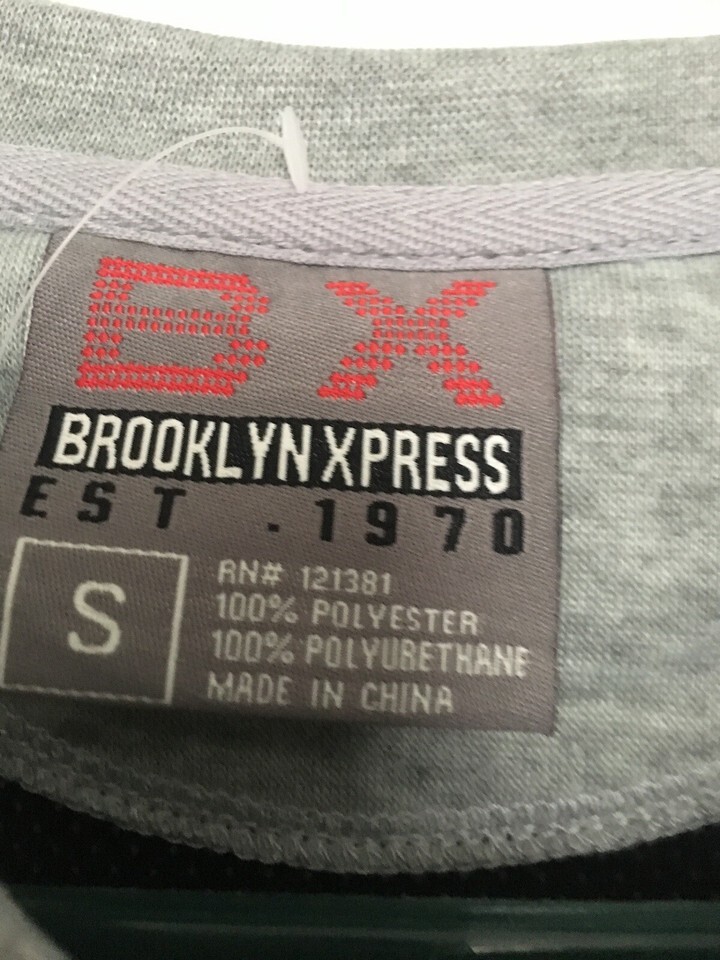 BX
BROOKLYN XPRESS
EST . 1970
S
RN# 121381
100% POLYESTER
100% POLYURETHANE
MADE IN CHINA